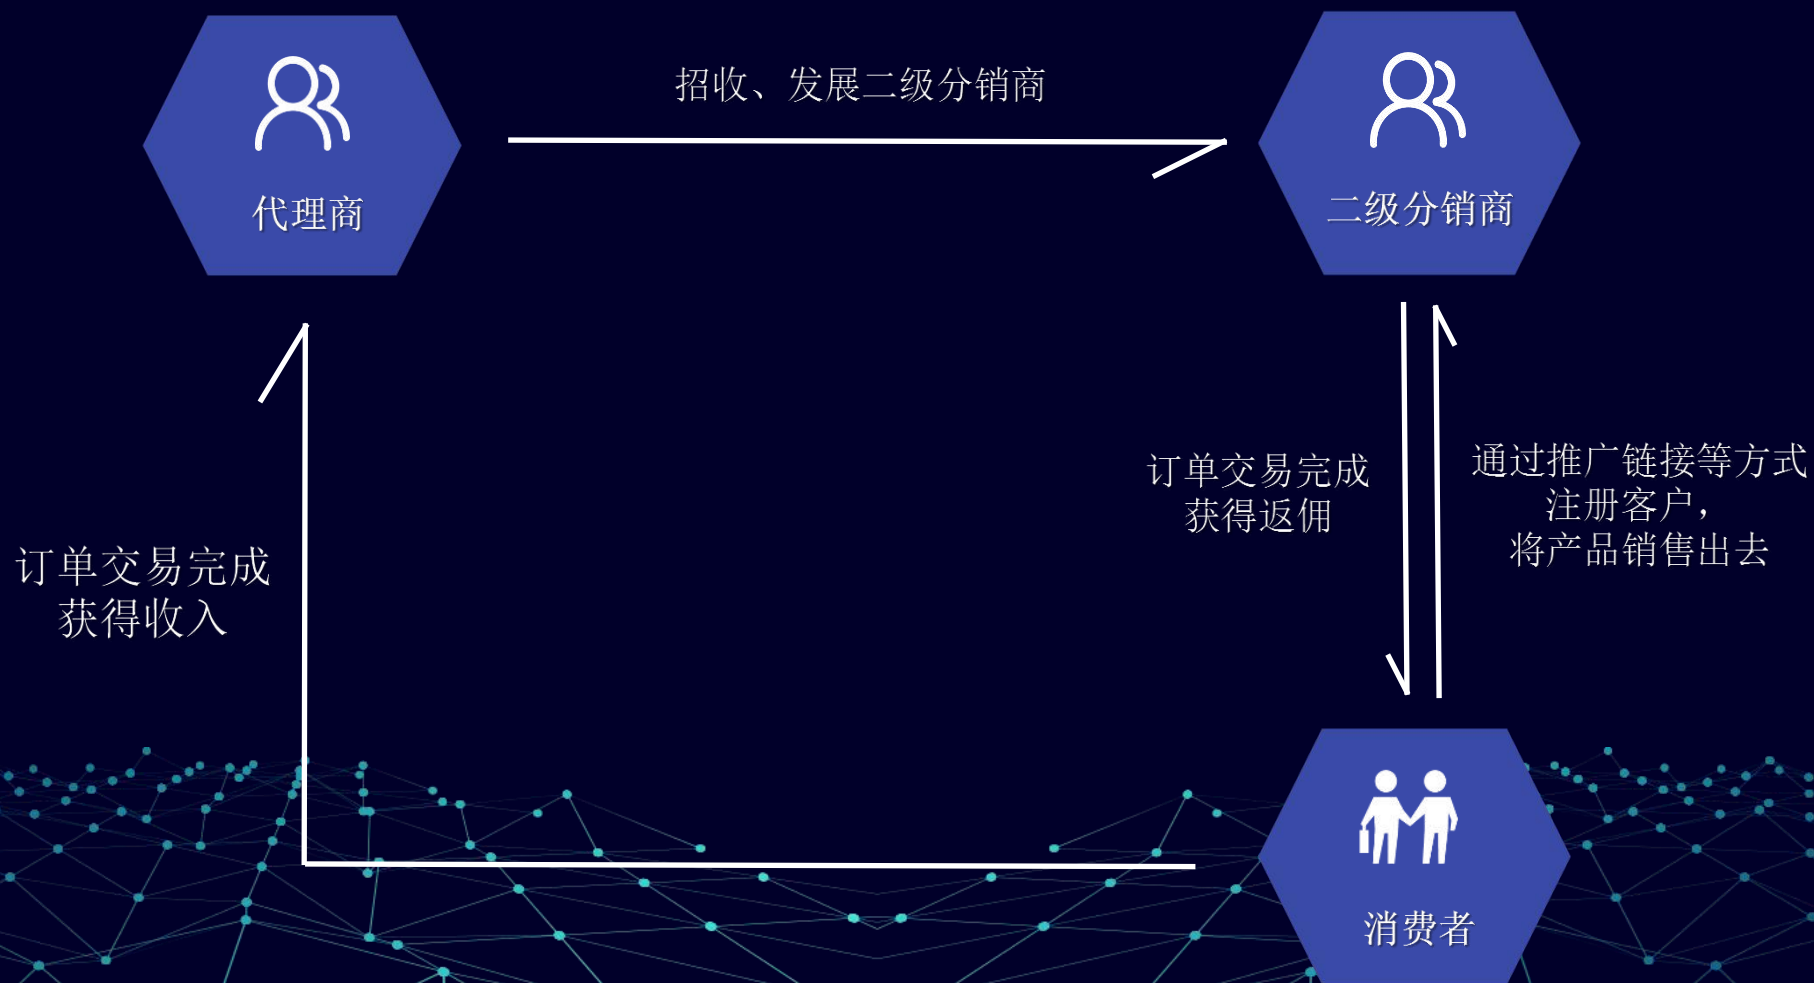 招收、发展二级分销商
代理商
二级分销商
订单交易完成
获得返佣
通过推广链接等方式
注册客户，
将产品销售出去
订单交易完成
获得收入
消费者